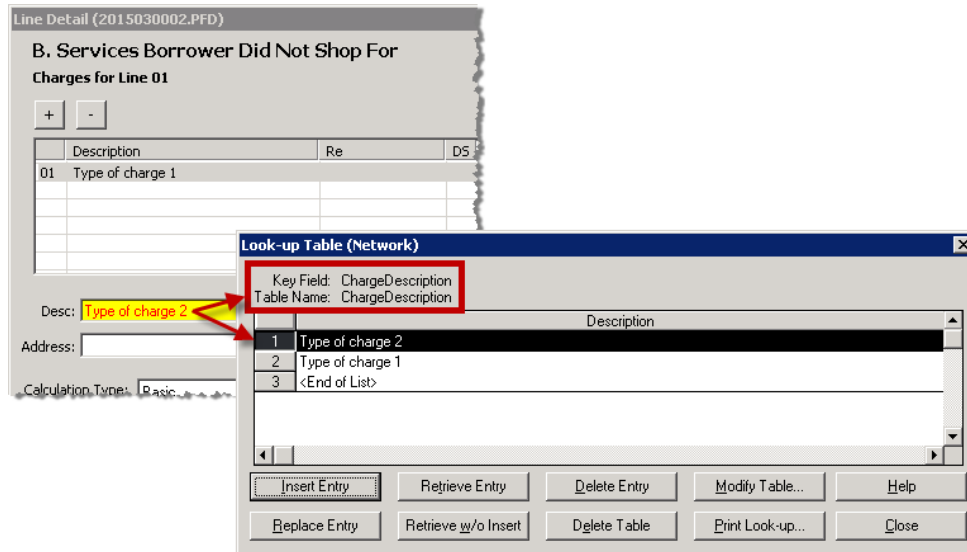 Line Detail (2015030002.PFD)
B. Services Borrower Did Not Shop For
Charges for Line 01
+ -
Description Re DS
01 Type of charge 1
Desc: Type of charge 2
Address:
Calculation Type: Basic
Look-up Table (Network)
Key Field: ChargeDescription
Table Name: ChargeDescription
Description
1 Type of charge 2
2 Type of charge 1
3 <End of List>
Insert Entry Retrieve Entry Delete Entry Modify Table... Help
Replace Entry Retrieve w/o Insert Delete Table Print Look-up... Close